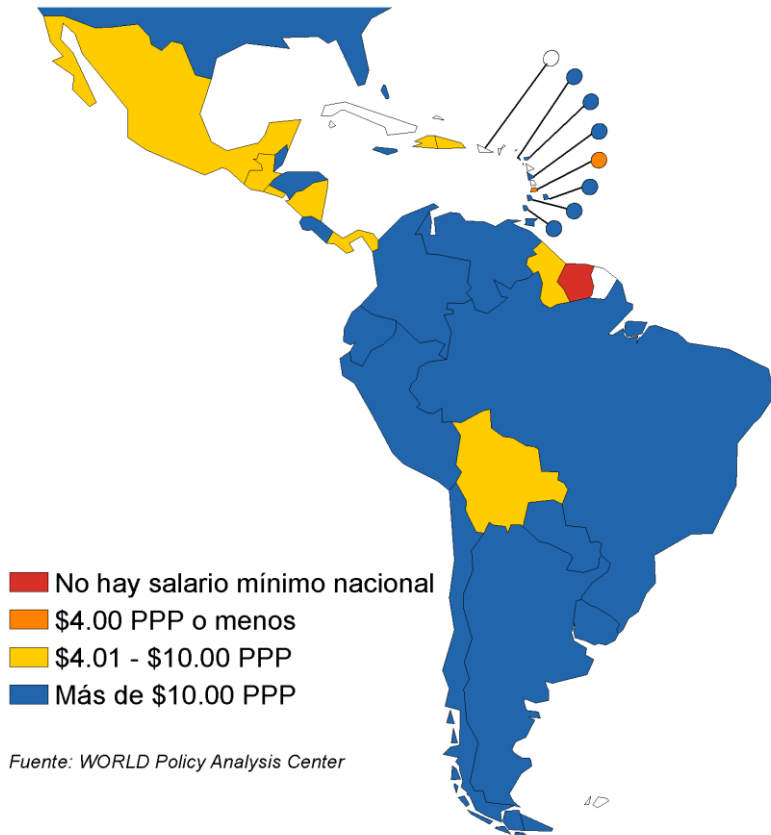 No hay salario mínimo nacional
$4.00 PPP o menos
$4.01 - $10.00 PPP
Más de $10.00 PPP
Fuente: WORLD Policy Analysis Center